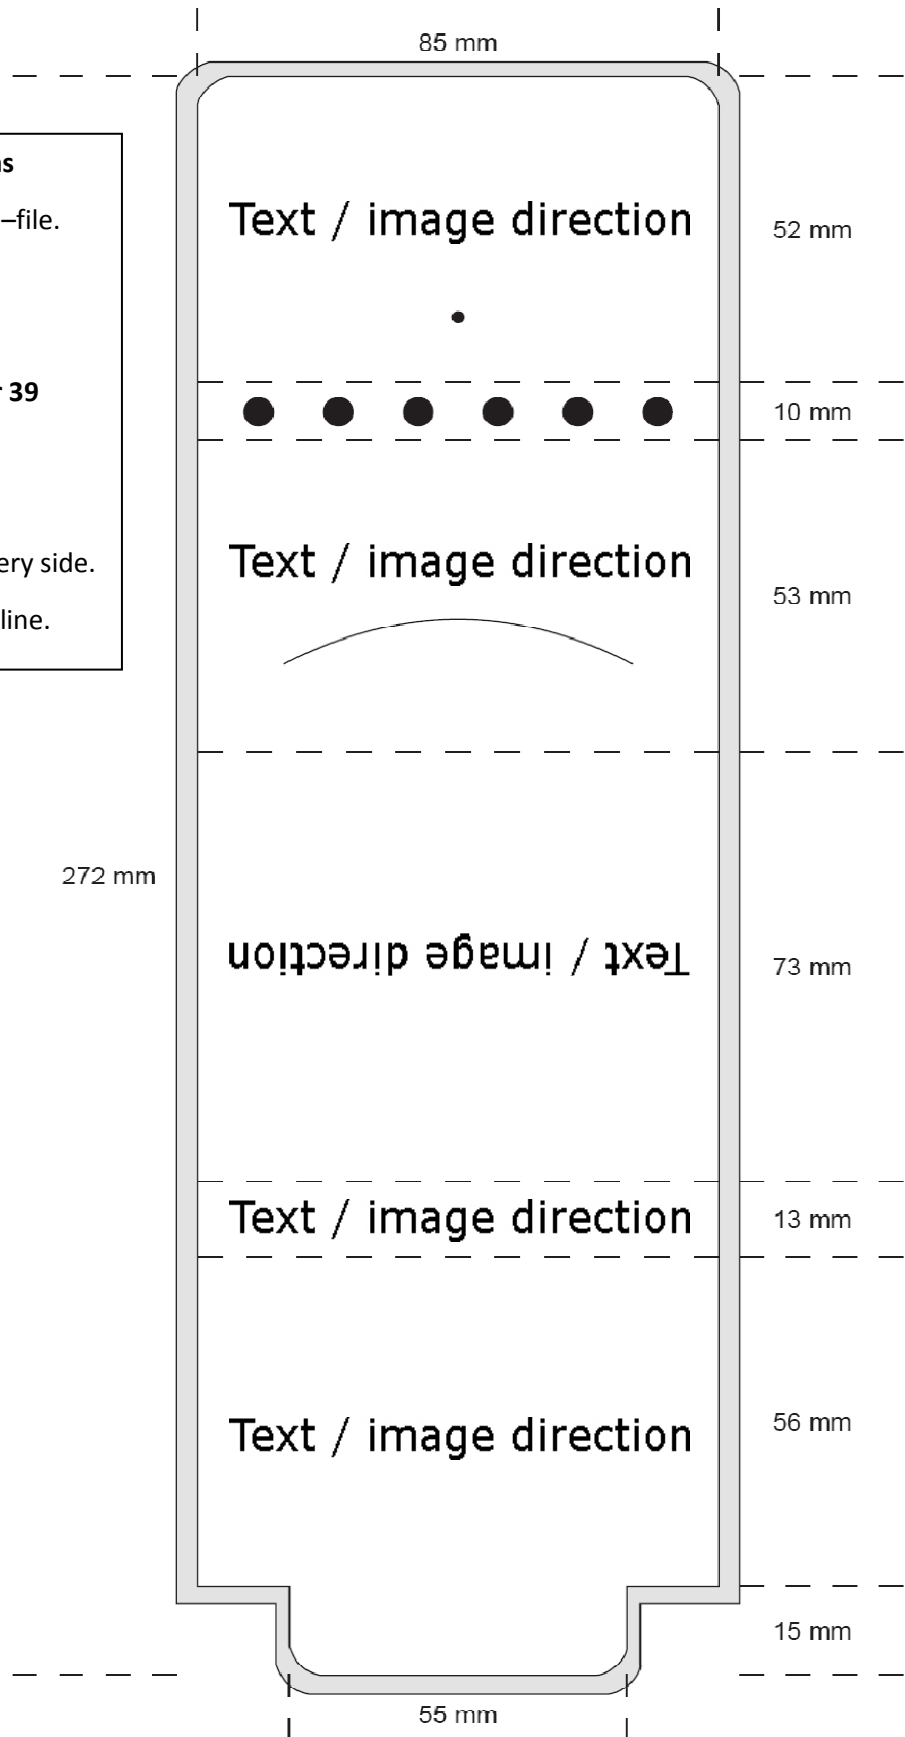 85 mm
ns
–file.
Text / image direction
52 mm
r 39
10 mm
ery side.
Text / image direction
53 mm
line.
272 mm
Text / image direction
73 mm
Text / image direction
13 mm
Text / image direction
56 mm
15 mm
55 mm